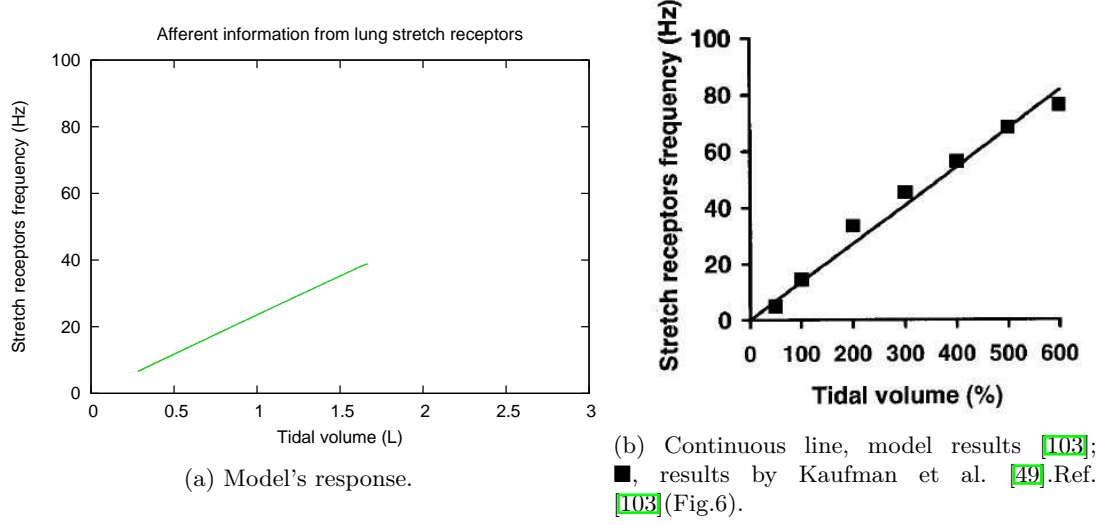 Afferent information from lung stretch receptors
Stretch receptors frequency (Hz)
100
80
60
40
20
0
0 0.5 1 1.5 2 2.5 3
Tidal volume (L)
(a) Model's response.
Stretch receptors frequency (Hz)
100
80
60
40
20
0
0 100 200 300 400 500 600
Tidal volume (%)
(b) Continuous line, model results [103];
■, results by Kaufman et al. [49].Ref.
[103](Fig.6).